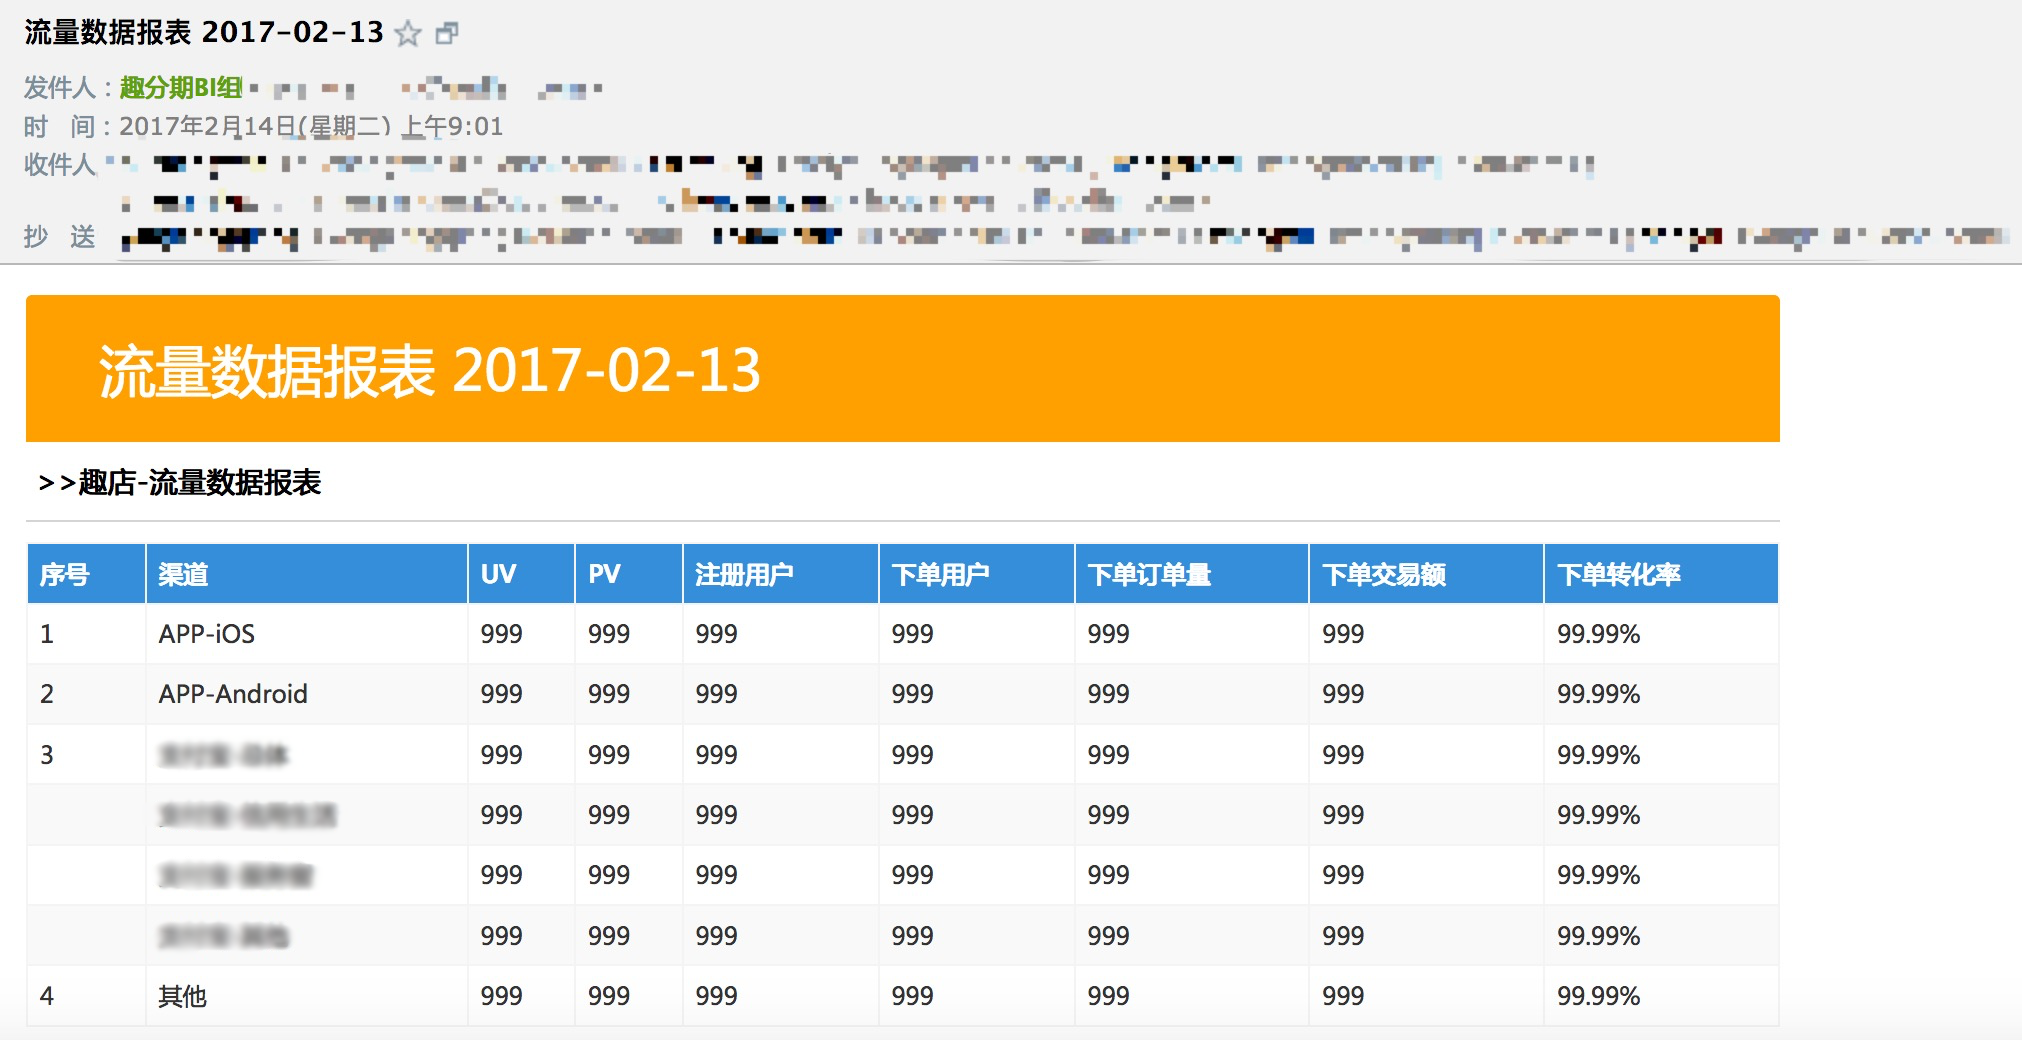 流量数据报表 2017-02-13
发件人：趣分期BI组
时 间：2017年2月14日(星期二) 上午9:01
收件人
抄 送
流量数据报表 2017-02-13
>>趣店-流量数据报表
序号 渠道 UV PV 注册用户 下单用户 下单订单量 下单交易额 下单转化率
1 APP-iOS 999 999 999 999 999 999 99.99%
2 APP-Android 999 999 999 999 999 999 99.99%
3 999 999 999 999 999 999 99.99%
999 999 999 999 999 999 99.99%
999 999 999 999 999 999 99.99%
999 999 999 999 999 999 99.99%
4 其他 999 999 999 999 999 999 99.99%